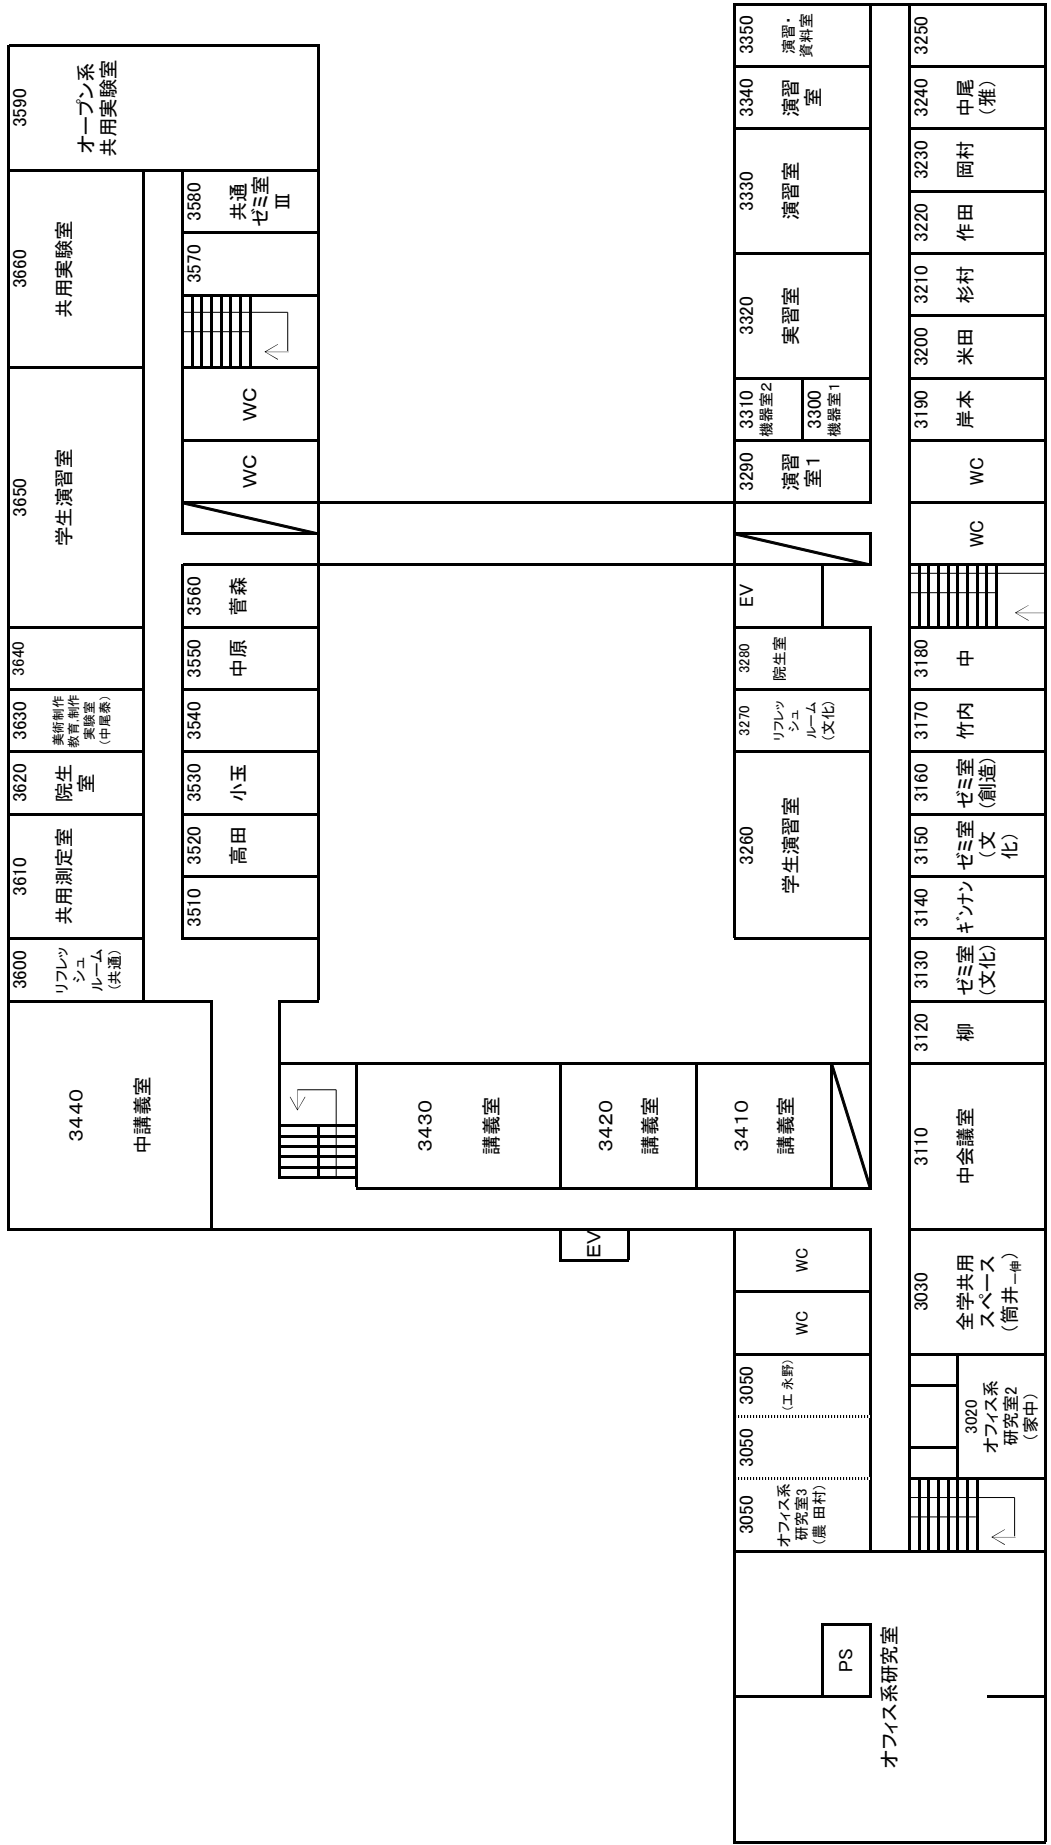 3590
オープン系
共用実験室
3660
共用実験室
3580
共通
ゼミ室
Ⅲ
3570
WC
WC
3650
学生演習室
3560
菅森
3550
中原
3540
3530
小玉
3520
高田
3510
3640
3630
美術制作
教育,制作
実験室
(中尾泰)
3620
院生
室
3610
共用測定室
3600
リフレッ
シュ
ルーム
(共通)
3440
中講義室
3430
講義室
3420
講義室
3410
講義室
EV
3350
演習・
資料室
3340
演習
室
3330
演習室
3320
実習室
3310
機器室2
3300
機器室1
3290
演習
室1
EV
3280
院生室
3270
リフレッ
シュ
ルーム
(文化)
3260
学生演習室
3250
3240
中尾
(雅)
3230
岡村
3220
作田
3210
杉村
3200
米田
3190
岸本
WC
WC
3180
中
3170
竹内
3160
ゼミ室
(創造)
3150
ゼミ室
(文
化)
3140
ギンナン
3130
ゼミ室
(文化)
3120
柳
3110
中会議室
3030
全学共用
スペース
(筒井一伸)
3020
オフィス系
研究室2
(家中)
WC
WC
3050
(工 永野)
3050
3050
オフィス系
研究室3
(農 田村)
PS
オフィス系研究室